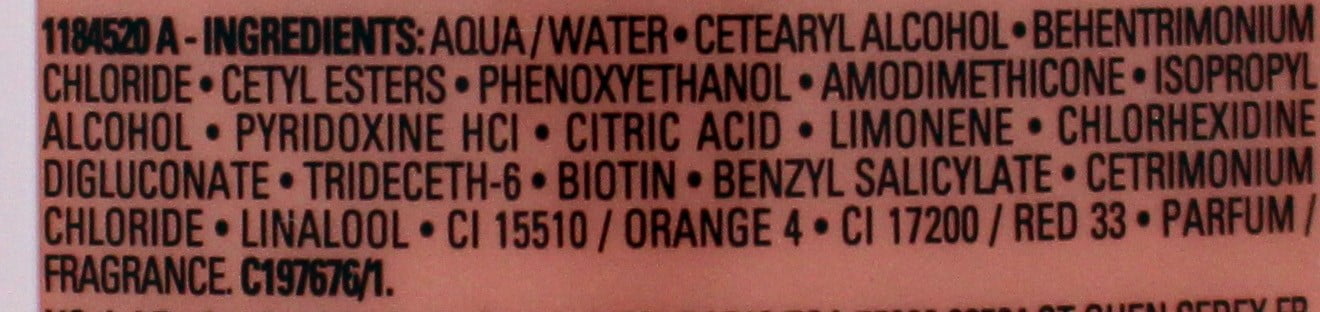 1184520 A - INGREDIENTS: AQUA / WATER • CETEARYL ALCOHOL • BEHENTRIMONIUM
CHLORIDE • CETYL ESTERS • PHENOXYETHANOL • AMODIMETHICONE • ISOPROPYL
ALCOHOL • PYRIDOXINE HCl • CITRIC ACID • LIMONENE • CHLORHEXIDINE
DIGLUCONATE • TRIDECETH-6 • BIOTIN • BENZYL SALICYLATE • CETRIMONIUM
CHLORIDE • LINALOOL • CI 15510 / ORANGE 4 • CI 17200 / RED 33 • PARFUM /
FRAGRANCE. C197676/1.